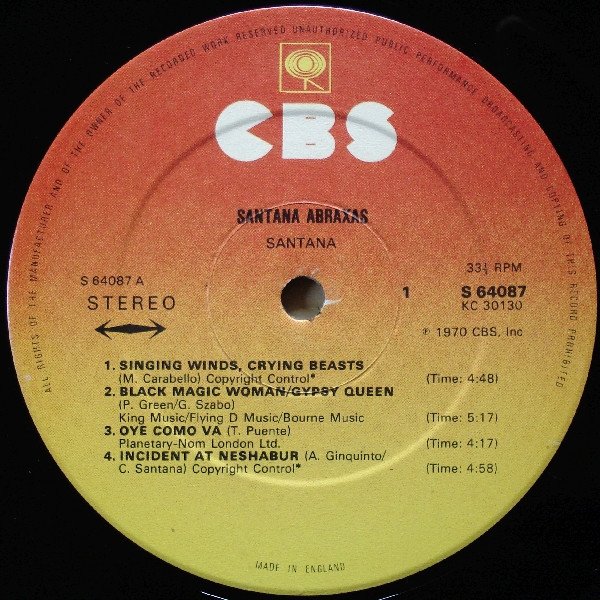 ALL RIGHTS OF THE MANUFACTURER AND OF THE OWNER OF THE RECORDED WORK RESERVED UNAUTHORIZED PUBLIC PERFORMANCE BROADCASTING AND COPYING OF THIS RECORD PROHIBITED
CBS
SANTANA ABRAXAS
SANTANA
33⅓ RPM
S 64087 A
1 S 64087
STEREO
KC 30130
℗ 1970 CBS, Inc
1. SINGING WINDS, CRYING BEASTS
(M. Carabello) Copyright Control* (Time: 4:48)
2. BLACK MAGIC WOMAN/GYPSY QUEEN
(P. Green/G. Szabo)
King Music/Flying D Music/Bourne Music (Time: 5:17)
3. OYE COMO VA (T. Puente)
Planetary-Nom London Ltd. (Time: 4:17)
4. INCIDENT AT NESHABUR (A. Ginquinto/
C. Santana) Copyright Control* (Time: 4:58)
MADE IN ENGLAND